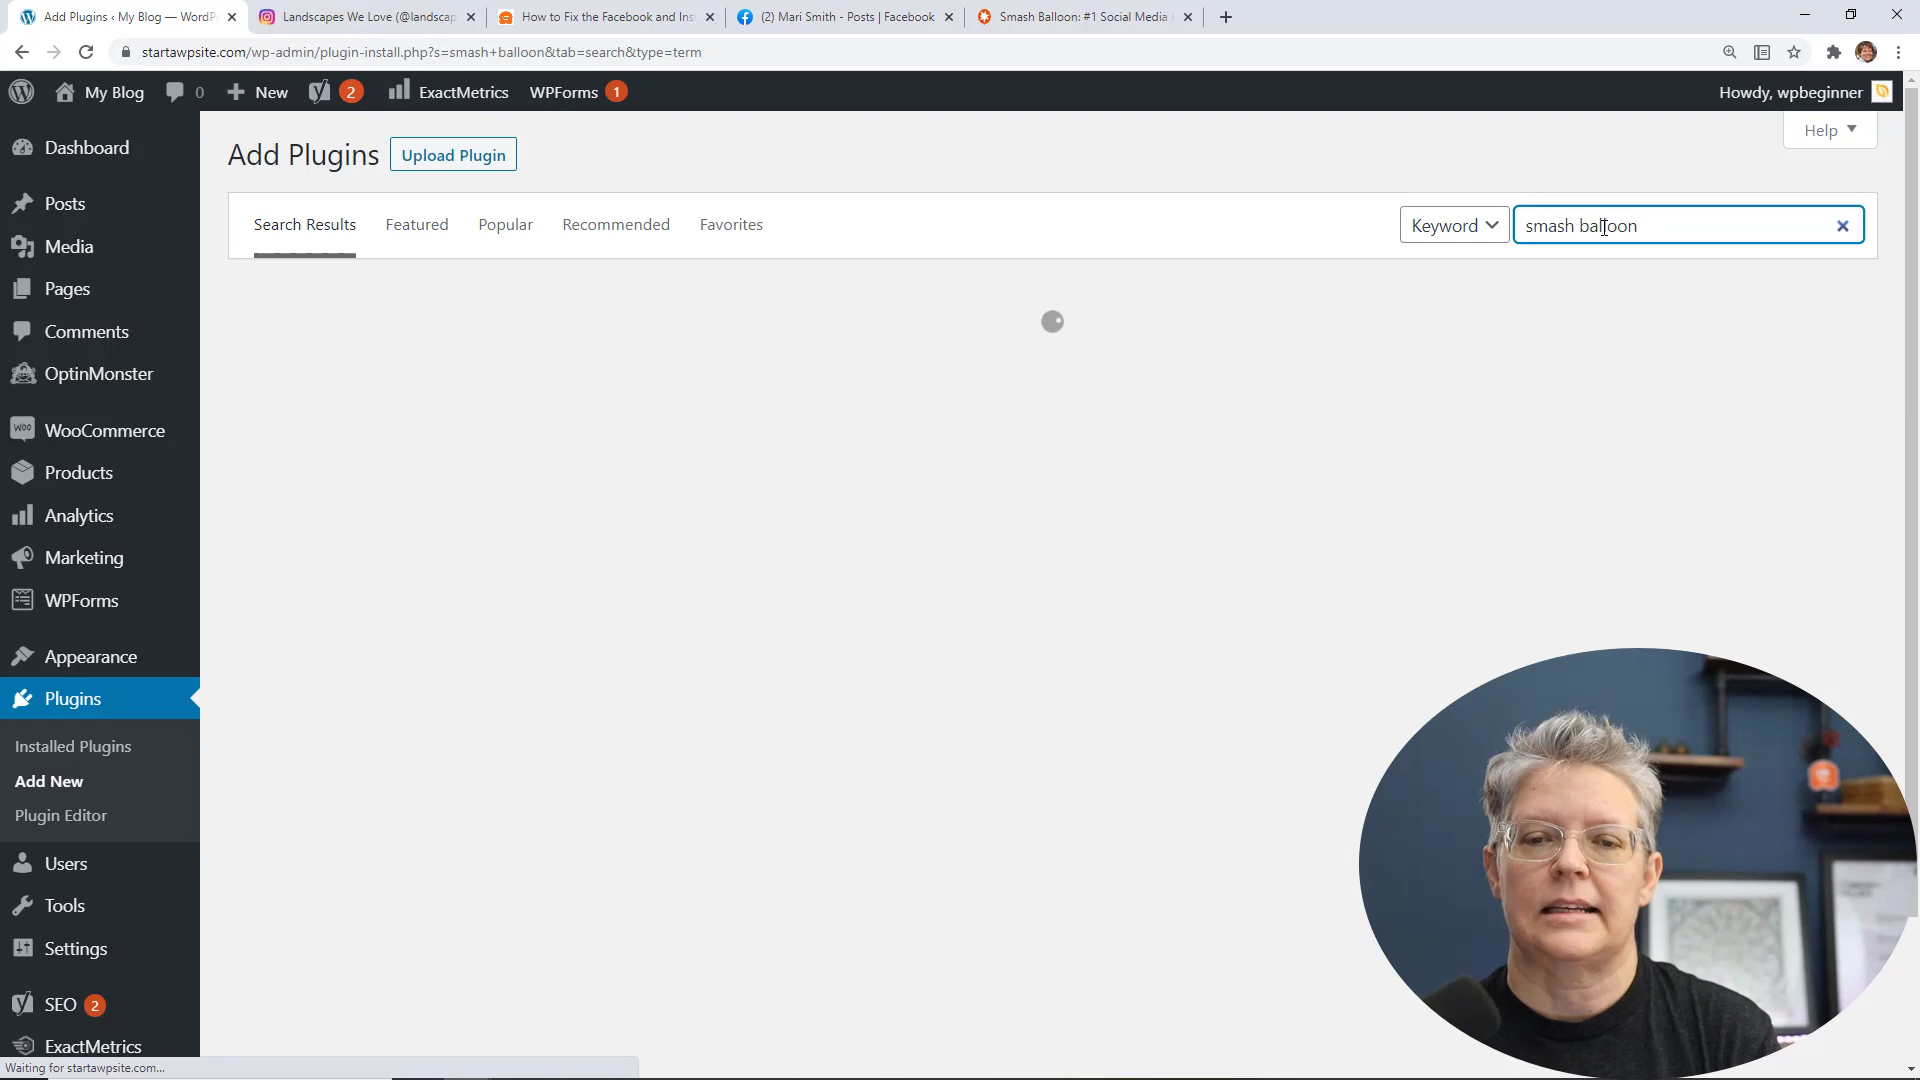 Add Plugins ‹ My Blog — WordP
Landscapes We Love (@landscap
How to Fix the Facebook and Ins
(2) Mari Smith - Posts | Facebook
Smash Balloon: #1 Social Media
startawpsite.com/wp-admin/plugin-install.php?s=smash+balloon&tab=search&type=term
My Blog
0
New
2
ExactMetrics
WPForms
1
Howdy, wpbeginner
Dashboard
Posts
Media
Pages
Comments
OptinMonster
WooCommerce
Products
Analytics
Marketing
WPForms
Appearance
Plugins
Installed Plugins
Add New
Plugin Editor
Users
Tools
Settings
SEO 2
ExactMetrics
Add Plugins
Upload Plugin
Help
Search Results
Featured
Popular
Recommended
Favorites
Keyword
smash balloon
Waiting for startawpsite.com...